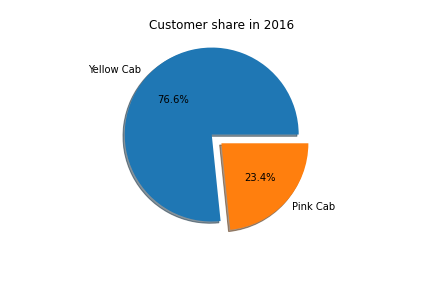 Customer share in 2016
Yellow Cab
76.6%
23.4%
Pink Cab